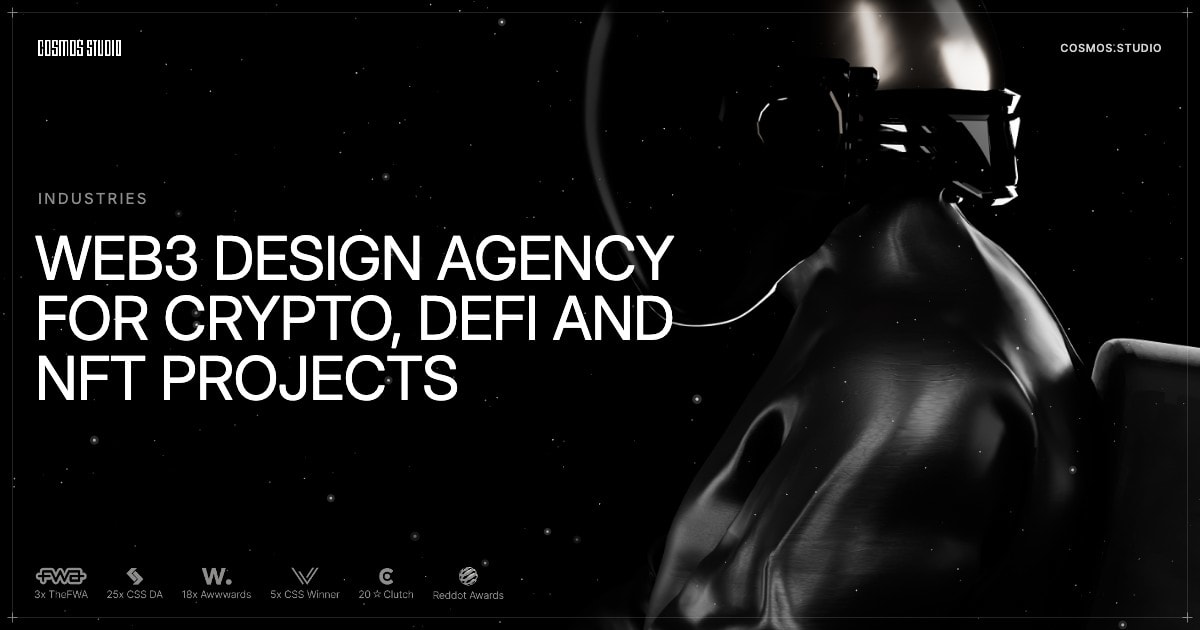 COSMOS STUDIO
COSMOS.STUDIO
INDUSTRIES
WEB3 DESIGN AGENCY
FOR CRYPTO, DEFI AND
NFT PROJECTS
FWA
W.
3x TheFWA
25x CSS DA
18x Awwwards
5x CSS Winner
20 ☆ Clutch
Reddot Awards